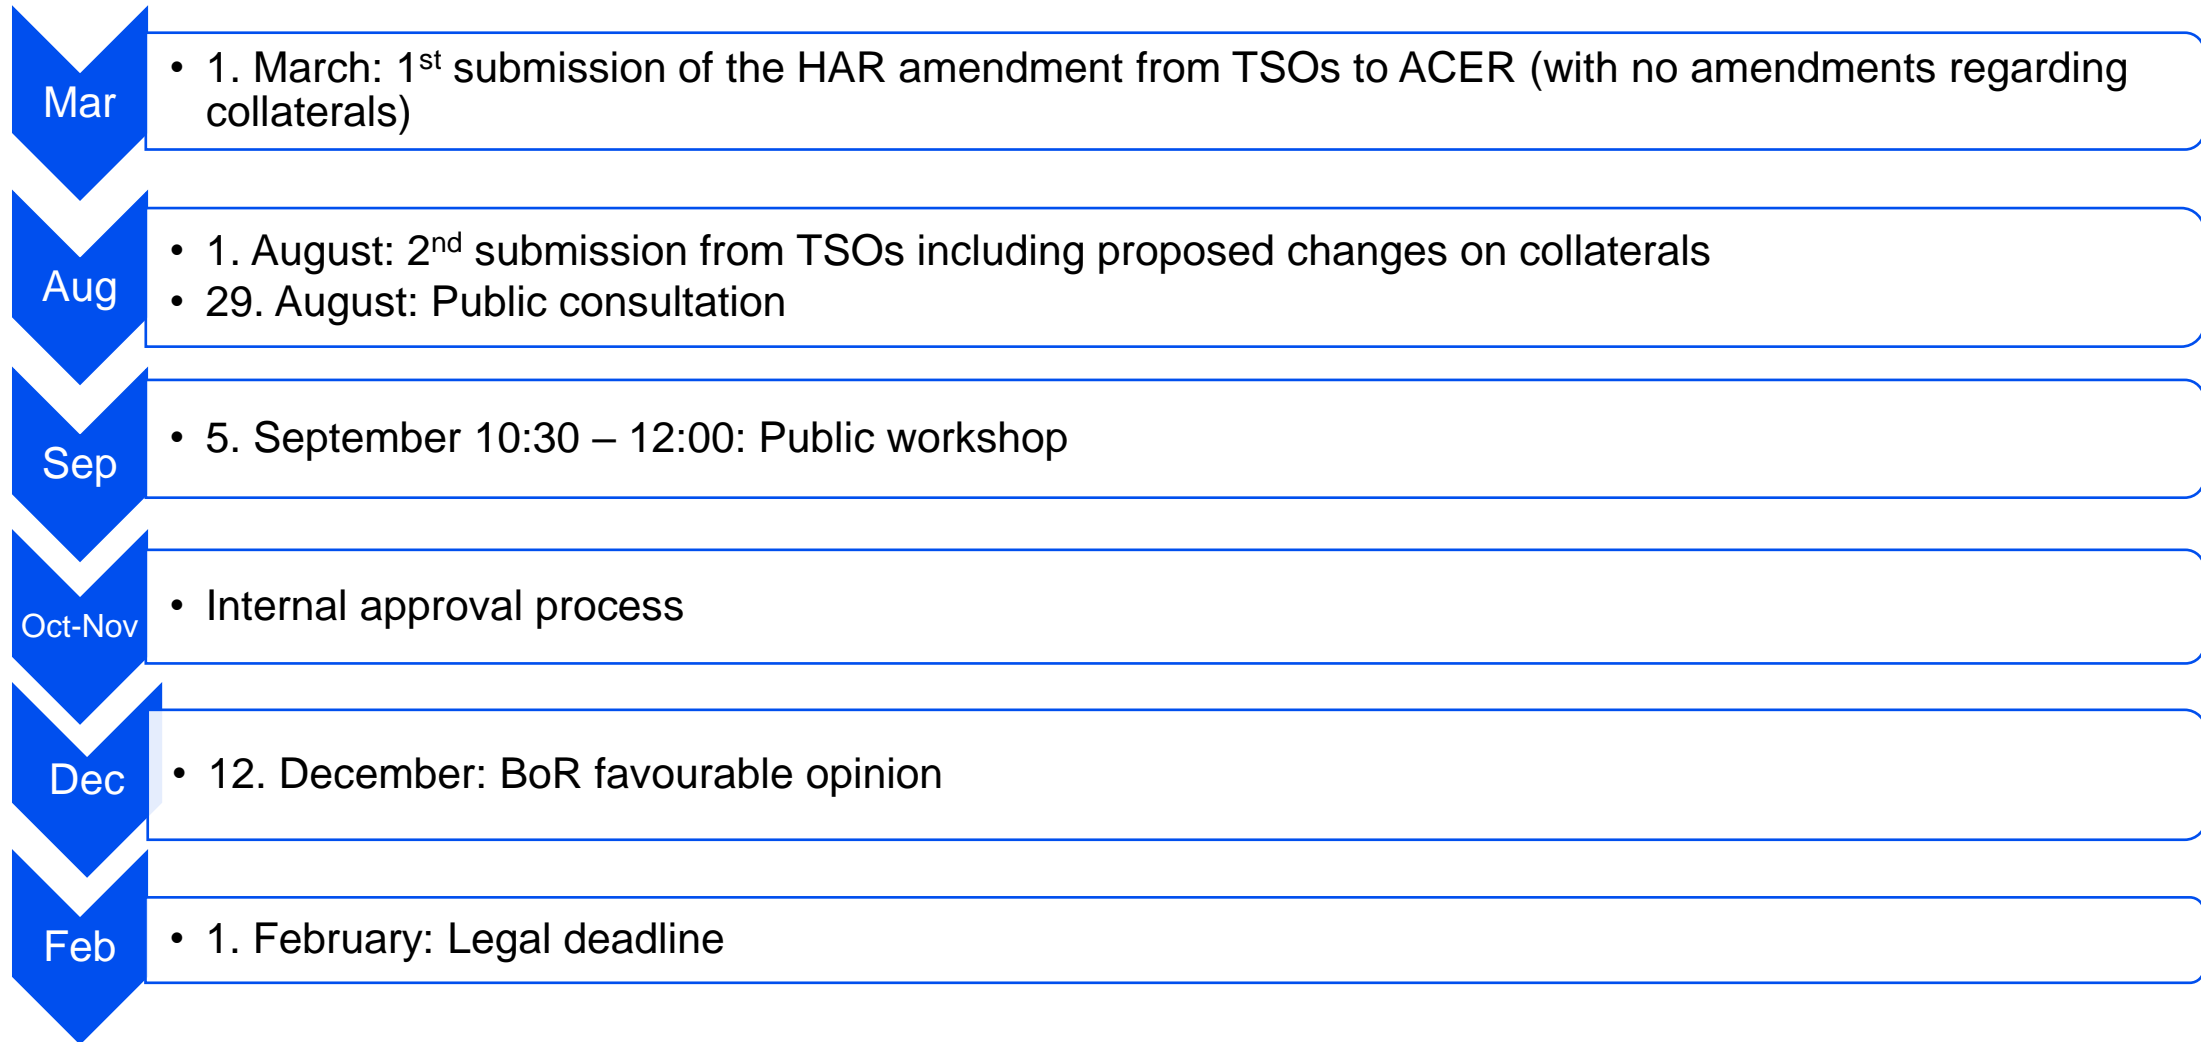 Mar
• 1. March: 1st submission of the HAR amendment from TSOs to ACER (with no amendments regarding
collaterals)
Aug
• 1. August: 2nd submission from TSOs including proposed changes on collaterals
• 29. August: Public consultation
Sep
• 5. September 10:30 – 12:00: Public workshop
Oct-Nov
• Internal approval process
Dec
• 12. December: BoR favourable opinion
Feb
• 1. February: Legal deadline